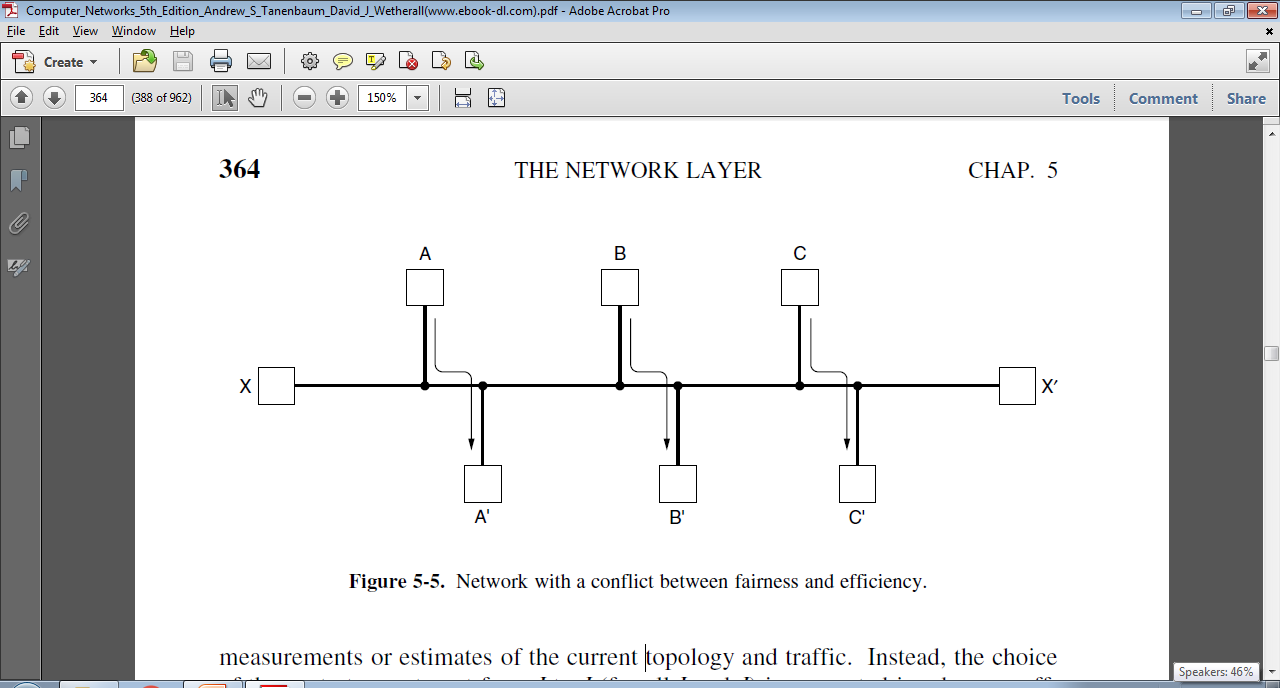 Computer_Networks_5th_Edition_Andrew_S_Tanenbaum_David_J_Wetherall(www.ebook-dl.com).pdf - Adobe Acrobat Pro
File Edit View Window Help
Create
364 (388 of 962) 150% Tools Comment Share
364 THE NETWORK LAYER CHAP. 5
A B C
X X′
A' B' C'
Figure 5-5. Network with a conflict between fairness and efficiency.
measurements or estimates of the current topology and traffic. Instead, the choice
Speakers: 46%